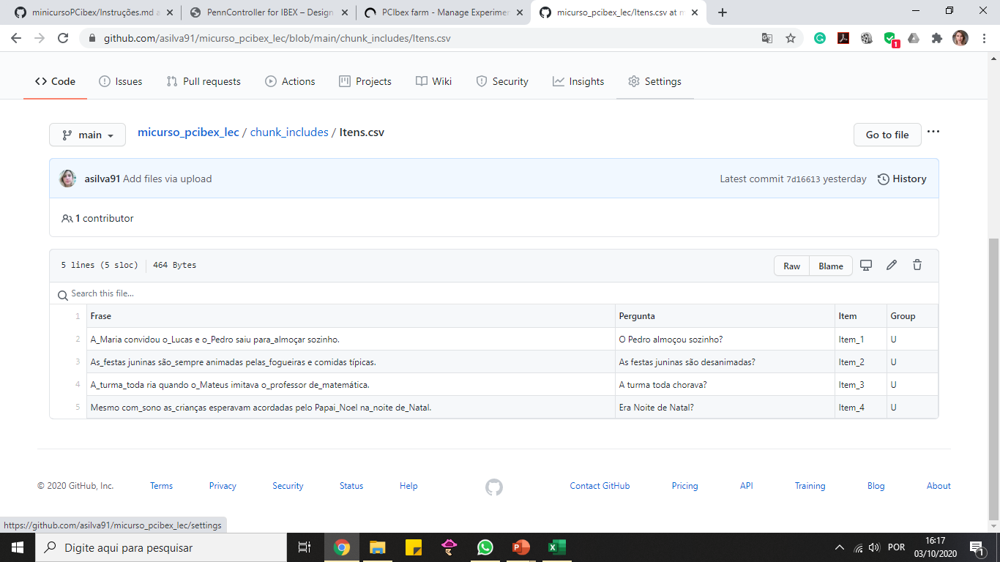 minicursoPCibex/Instruções.md a
PennController for IBEX – Design
PCIbex farm - Manage Experimen
micurso_pcibex_lec/Itens.csv at m
github.com/asilva91/micurso_pcibex_lec/blob/main/chunk_includes/Itens.csv
1
Code Issues Pull requests Actions Projects Wiki Security Insights Settings
main micurso_pcibex_lec / chunk_includes / Itens.csv Go to file
asilva91 Add files via upload Latest commit 7d16613 yesterday History
1 contributor
5 lines (5 sloc) 464 Bytes Raw Blame
Search this file...
1 Frase Pergunta Item Group
2 A_Maria convidou o_Lucas e o_Pedro saiu para_almoçar sozinho. O Pedro almoçou sozinho? Item_1 U
3 As_festas juninas são_sempre animadas pelas_fogueiras e comidas típicas. As festas juninas são desanimadas? Item_2 U
4 A_turma_toda ria quando o_Mateus imitava o_professor de_matemática. A turma toda chorava? Item_3 U
5 Mesmo com_sono as_crianças esperavam acordadas pelo Papai_Noel na_noite de_Natal. Era Noite de Natal? Item_4 U
© 2020 GitHub, Inc. Terms Privacy Security Status Help Contact GitHub Pricing API Training Blog About
https://github.com/asilva91/micurso_pcibex_lec/settings
Digite aqui para pesquisar
POR
16:17
03/10/2020
1